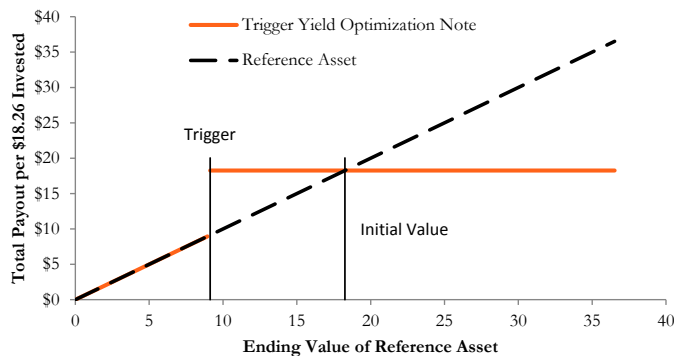 Trigger Yield Optimization Note
Reference Asset
Total Payout per $18.26 Invested
$40
$35
$30
$25
$20
$15
$10
$5
$0
Trigger
Initial Value
0 5 10 15 20 25 30 35 40
Ending Value of Reference Asset